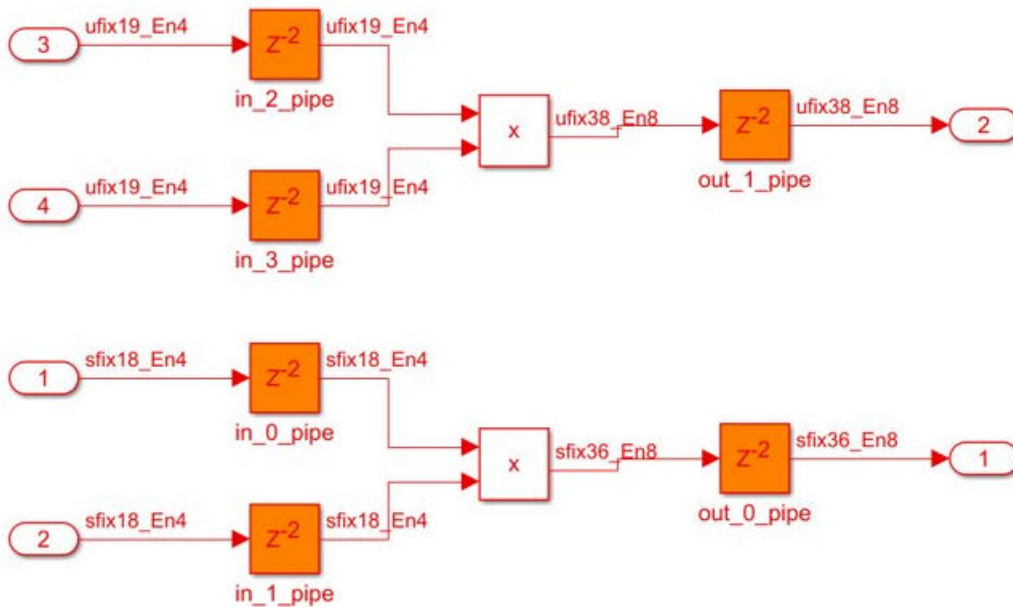 3
ufix19_En4
Z-2
ufix19_En4
in_2_pipe
x
ufix38_En8
Z-2
ufix38_En8
2
out_1_pipe
4
ufix19_En4
Z-2
ufix19_En4
in_3_pipe
1
sfix18_En4
Z-2
sfix18_En4
in_0_pipe
x
sfix36_En8
Z-2
sfix36_En8
1
out_0_pipe
2
sfix18_En4
Z-2
sfix18_En4
in_1_pipe